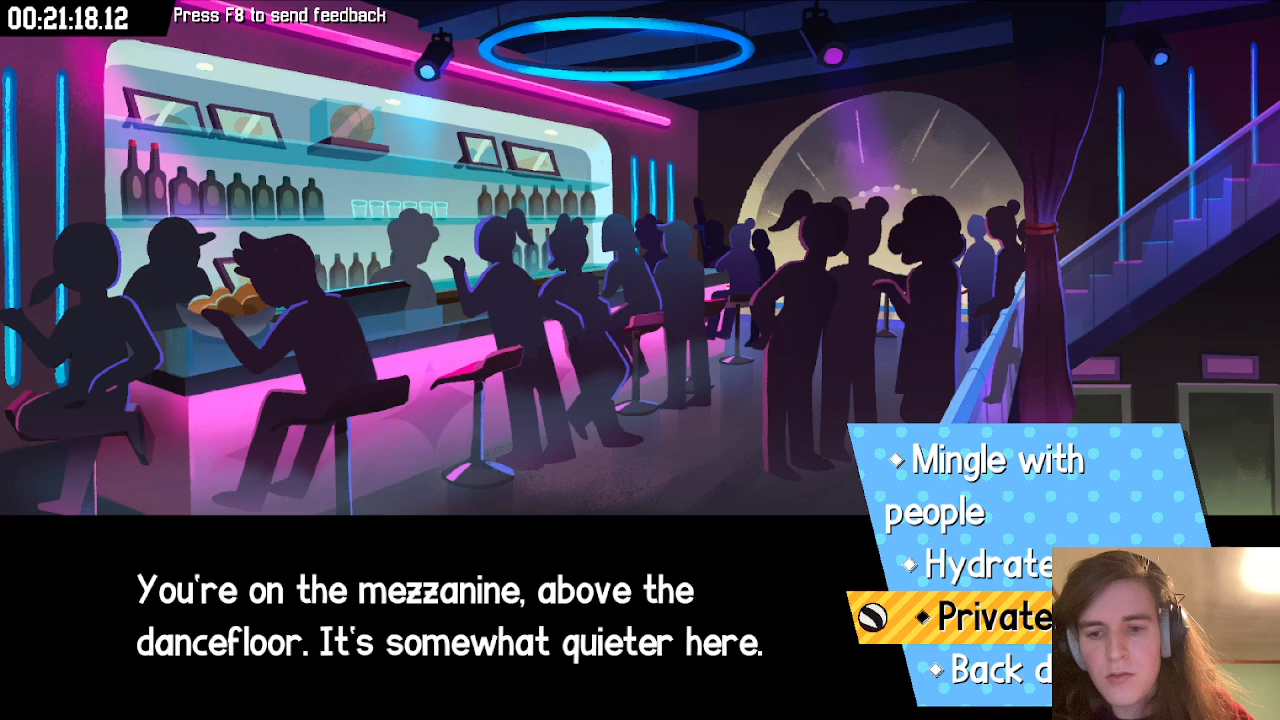 00:21:18.12
Press F8 to send feedback
Mingle with
people
Hydrate
Private
Back
You're on the mezzanine, above the
dancefloor. It's somewhat quieter here.